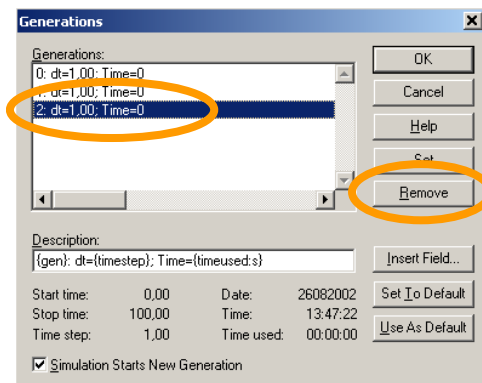 Generations
Generations:
0: dt=1,00; Time=0
1: dt=1,00; Time=0
2: dt=1,00; Time=0
OK
Cancel
Help
Set
Remove
Description:
{gen}: dt={timestep}; Time={timeused:s}
Insert Field...
Start time: 0,00 Date: 26082002
Set To Default
Stop time: 100,00 Time: 13:47:22
Time step: 1,00 Time used: 00:00:00
Use As Default
Simulation Starts New Generation